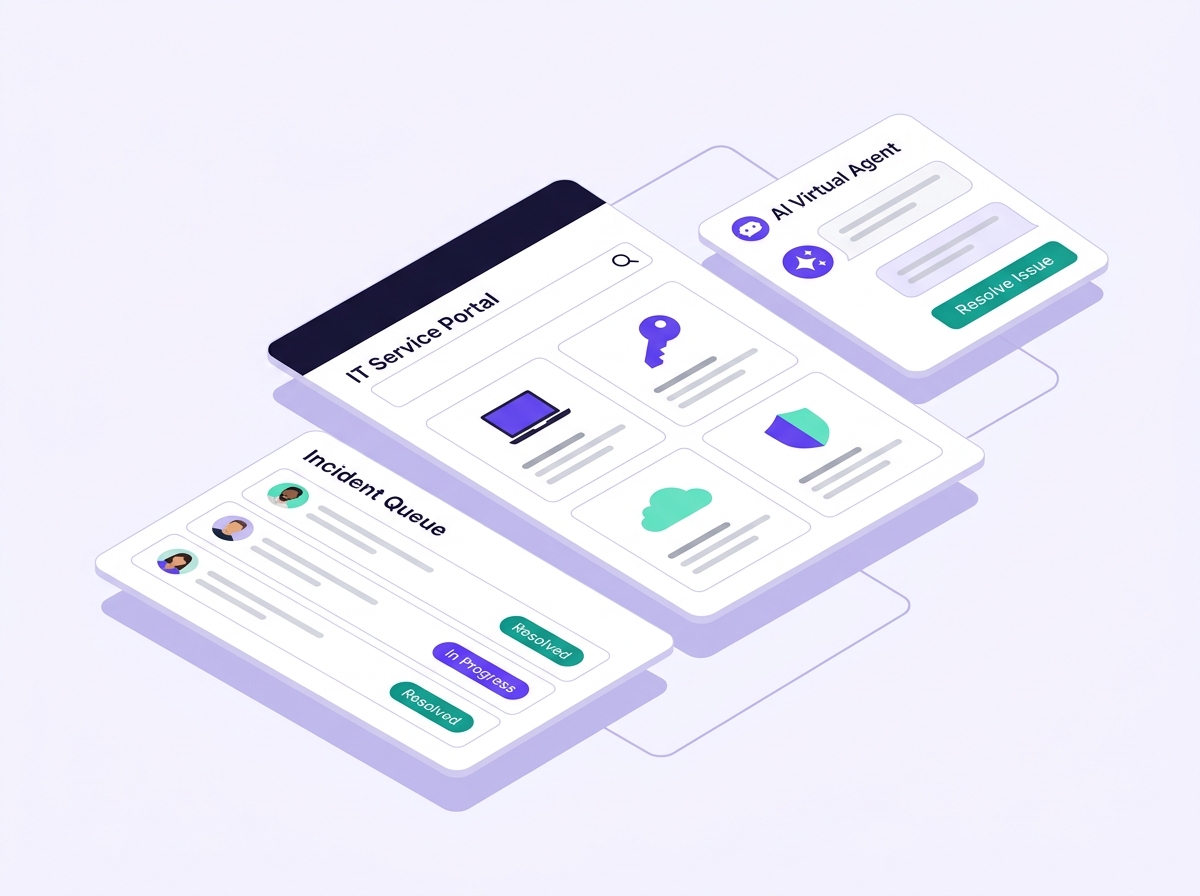 IT Service Portal
AI Virtual Agent
Resolve Issue
Incident Queue
Resolved
In Progress
Resolved